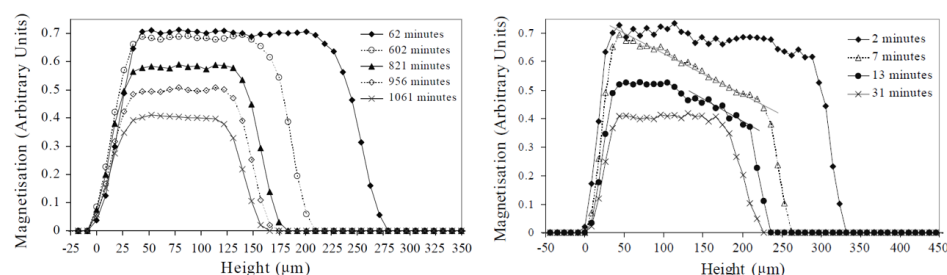 Magnetisation (Arbitrary Units)
0.7
0.6
0.5
0.4
0.3
0.2
0.1
0
-25 0 25 50 75 100 125 150 175 200 225 250 275 300 325 350
Height (µm)
62 minutes
602 minutes
821 minutes
956 minutes
1061 minutes
Magnetisation (Arbitrary Units)
0.7
0.6
0.5
0.4
0.3
0.2
0.1
0
-50 0 50 100 150 200 250 300 350 400 450
Height (µm)
2 minutes
7 minutes
13 minutes
31 minutes